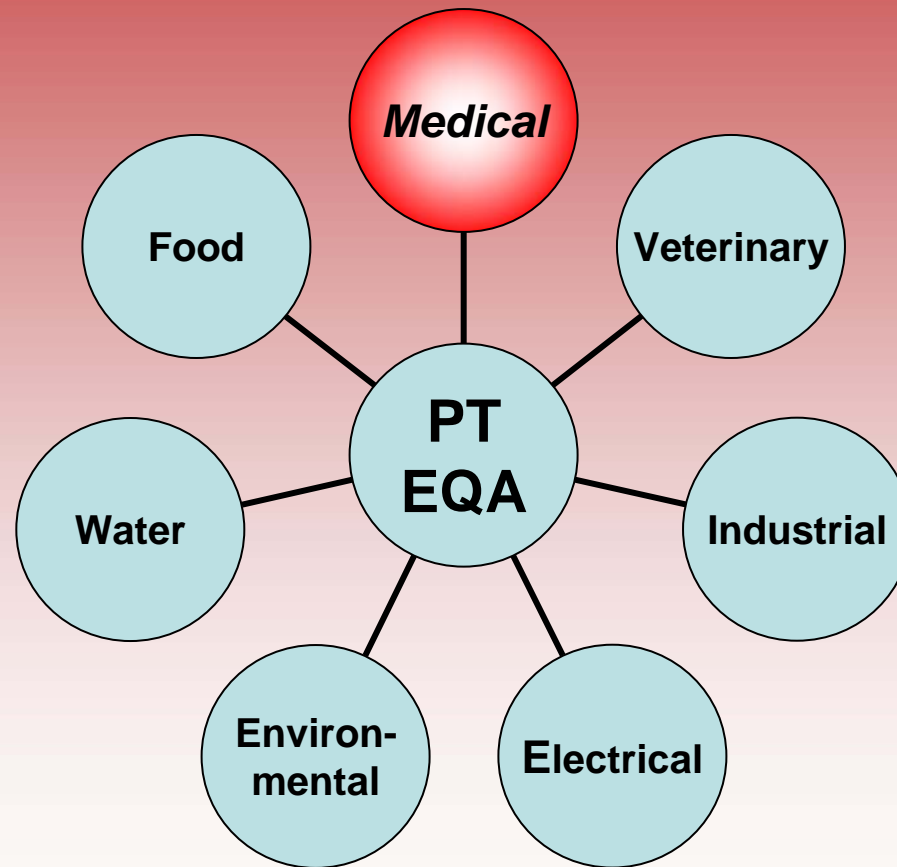 Medical
Food
Veterinary
PT
EQA
Water
Industrial
Environ-
mental
Electrical